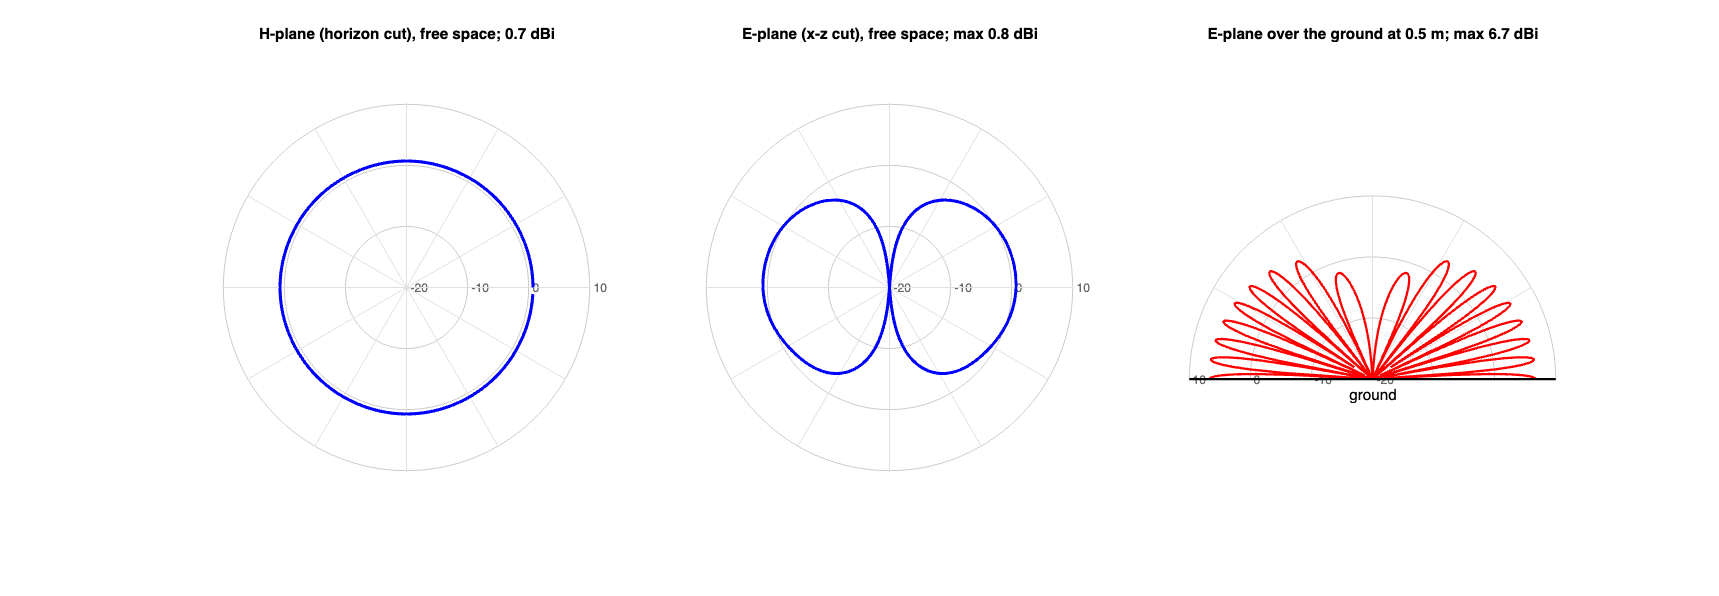 H-plane (horizon cut), free space; 0.7 dBi
E-plane (x-z cut), free space; max 0.8 dBi
E-plane over the ground at 0.5 m; max 6.7 dBi
-20 -10 0 10
-20 -10 0 10
10 0 -10 -20
ground